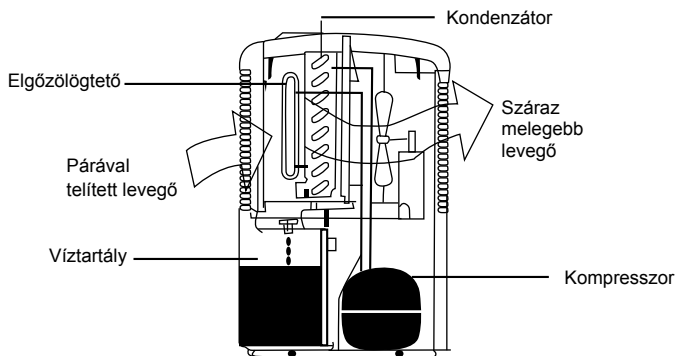 Kondenzátor
Elgőzölögtető
Száraz
melegebb
levegő
Párával
telített levegő
Víztartály
Kompresszor